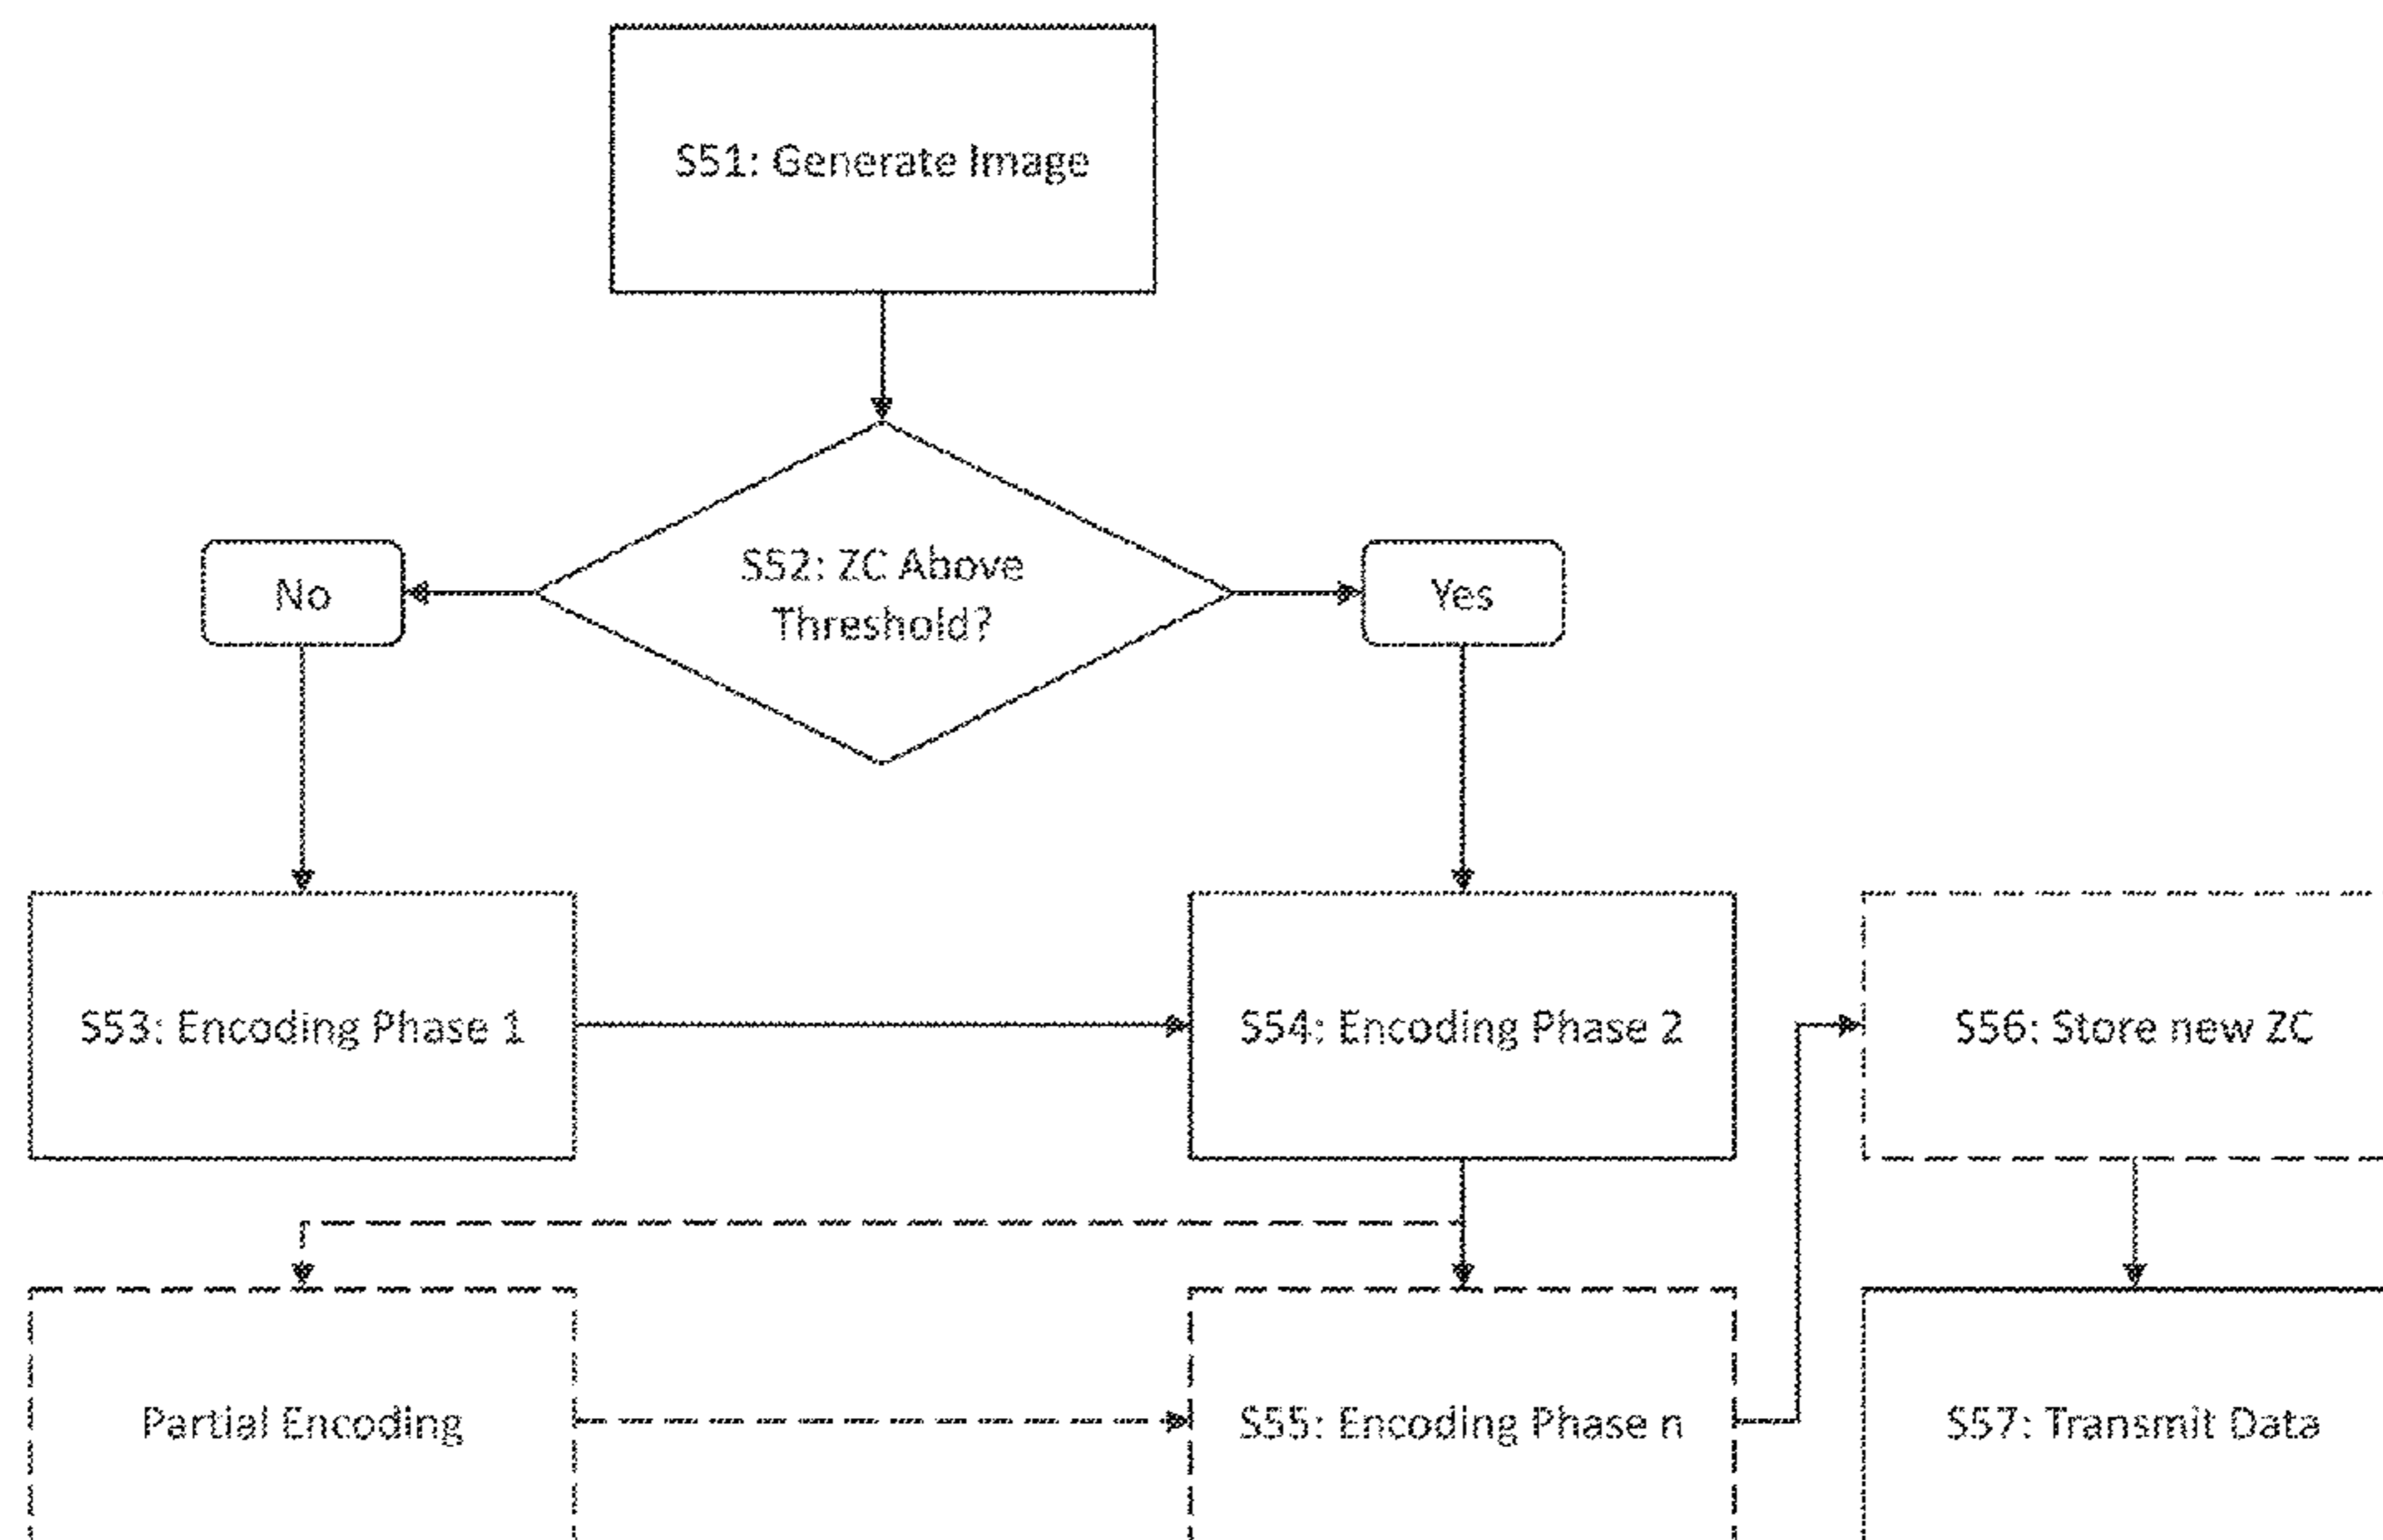 S51: Generate Image
S52: ZC Above
Threshold?
No
Yes
S53: Encoding Phase 1
S54: Encoding Phase 2
S56: Store new ZC
Partial Encoding
S55: Encoding Phase n
S57: Transmit Data